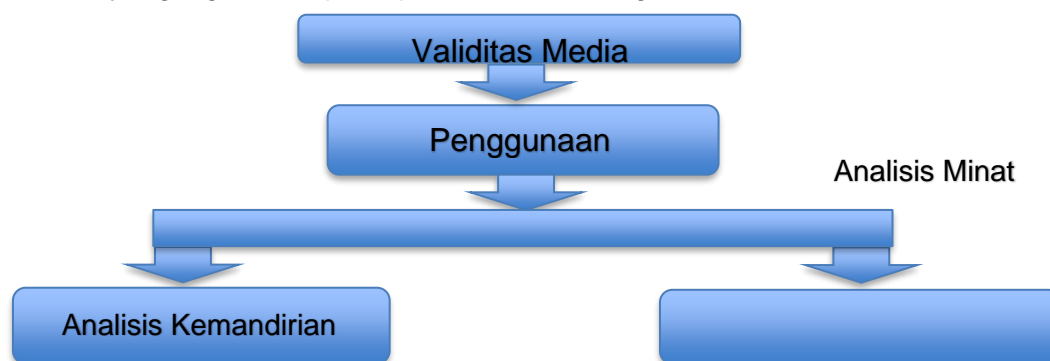 Validitas Media
Penggunaan
Analisis Minat
Analisis Kemandirian